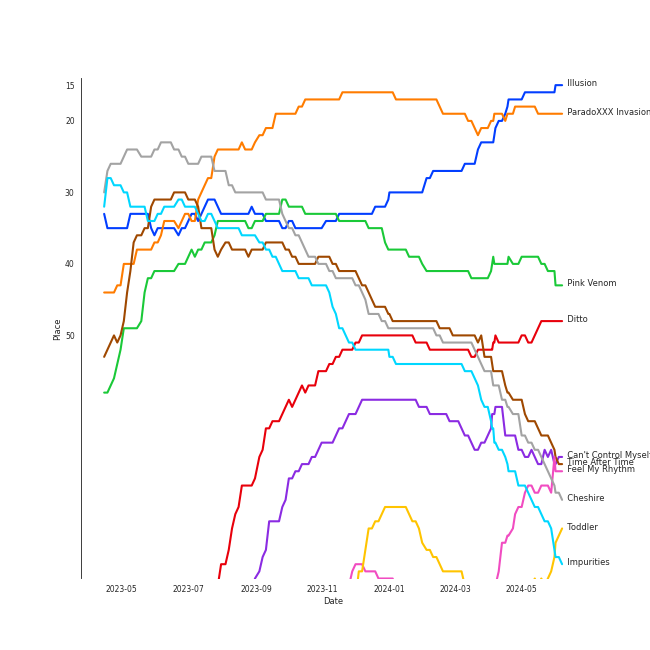 15
20
30
40
50
Place
Illusion
ParadoXXX Invasion
Pink Venom
Ditto
Can't Control Myself
Time After Time
Feel My Rhythm
Cheshire
Toddler
Impurities
2023-05
2023-07
2023-09
2023-11
2024-01
2024-03
2024-05
Date